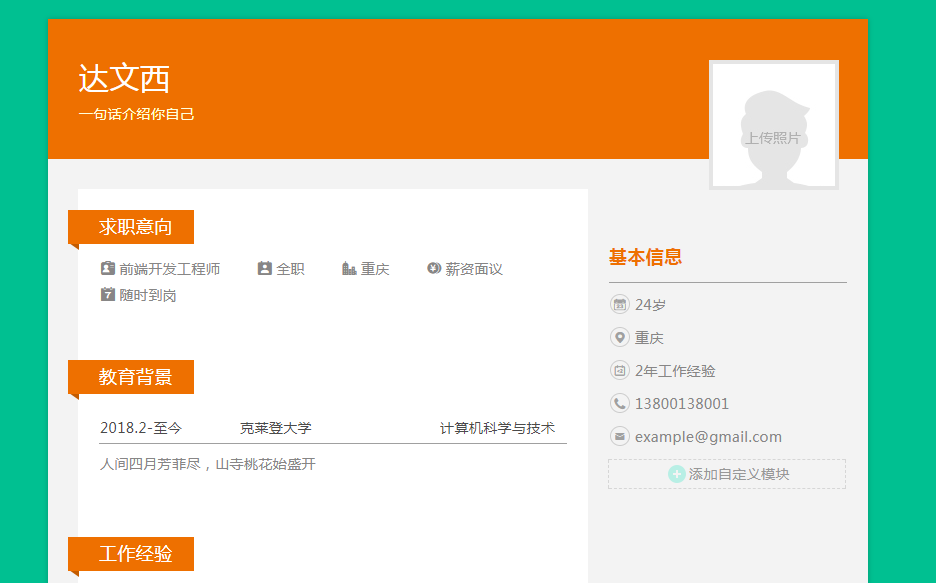 达文西
一句话介绍你自己
上传照片
求职意向
前端开发工程师 全职 重庆 薪资面议
随时到岗
教育背景
2018.2-至今 克莱登大学 计算机科学与技术
人间四月芳菲尽，山寺桃花始盛开
工作经验
基本信息
24岁
重庆
2年工作经验
13800138001
example@gmail.com
添加自定义模块